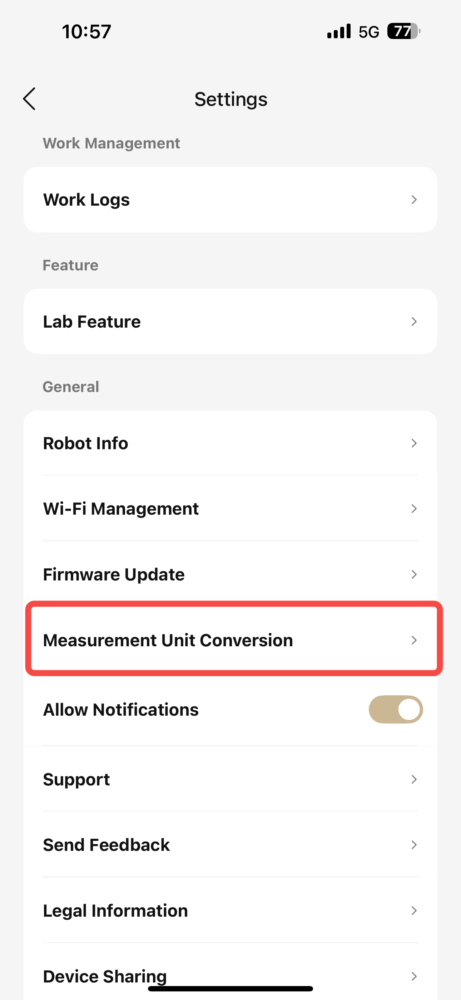 10:57
5G 77
Settings
Work Management
Work Logs
Feature
Lab Feature
General
Robot Info
Wi-Fi Management
Firmware Update
Measurement Unit Conversion
Allow Notifications
Support
Send Feedback
Legal Information
Device Sharing